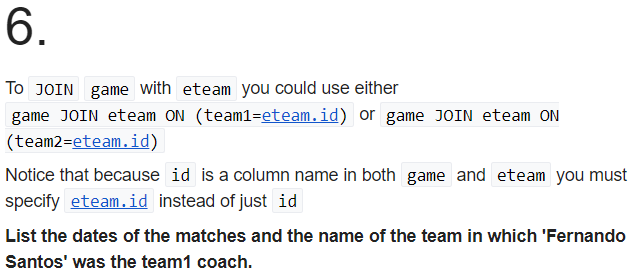 6.
To JOIN game with eteam you could use either
game JOIN eteam ON (team1=eteam.id) or game JOIN eteam ON
(team2=eteam.id)
Notice that because id is a column name in both game and eteam you must
specify eteam.id instead of just id
List the dates of the matches and the name of the team in which 'Fernando
Santos' was the team1 coach.